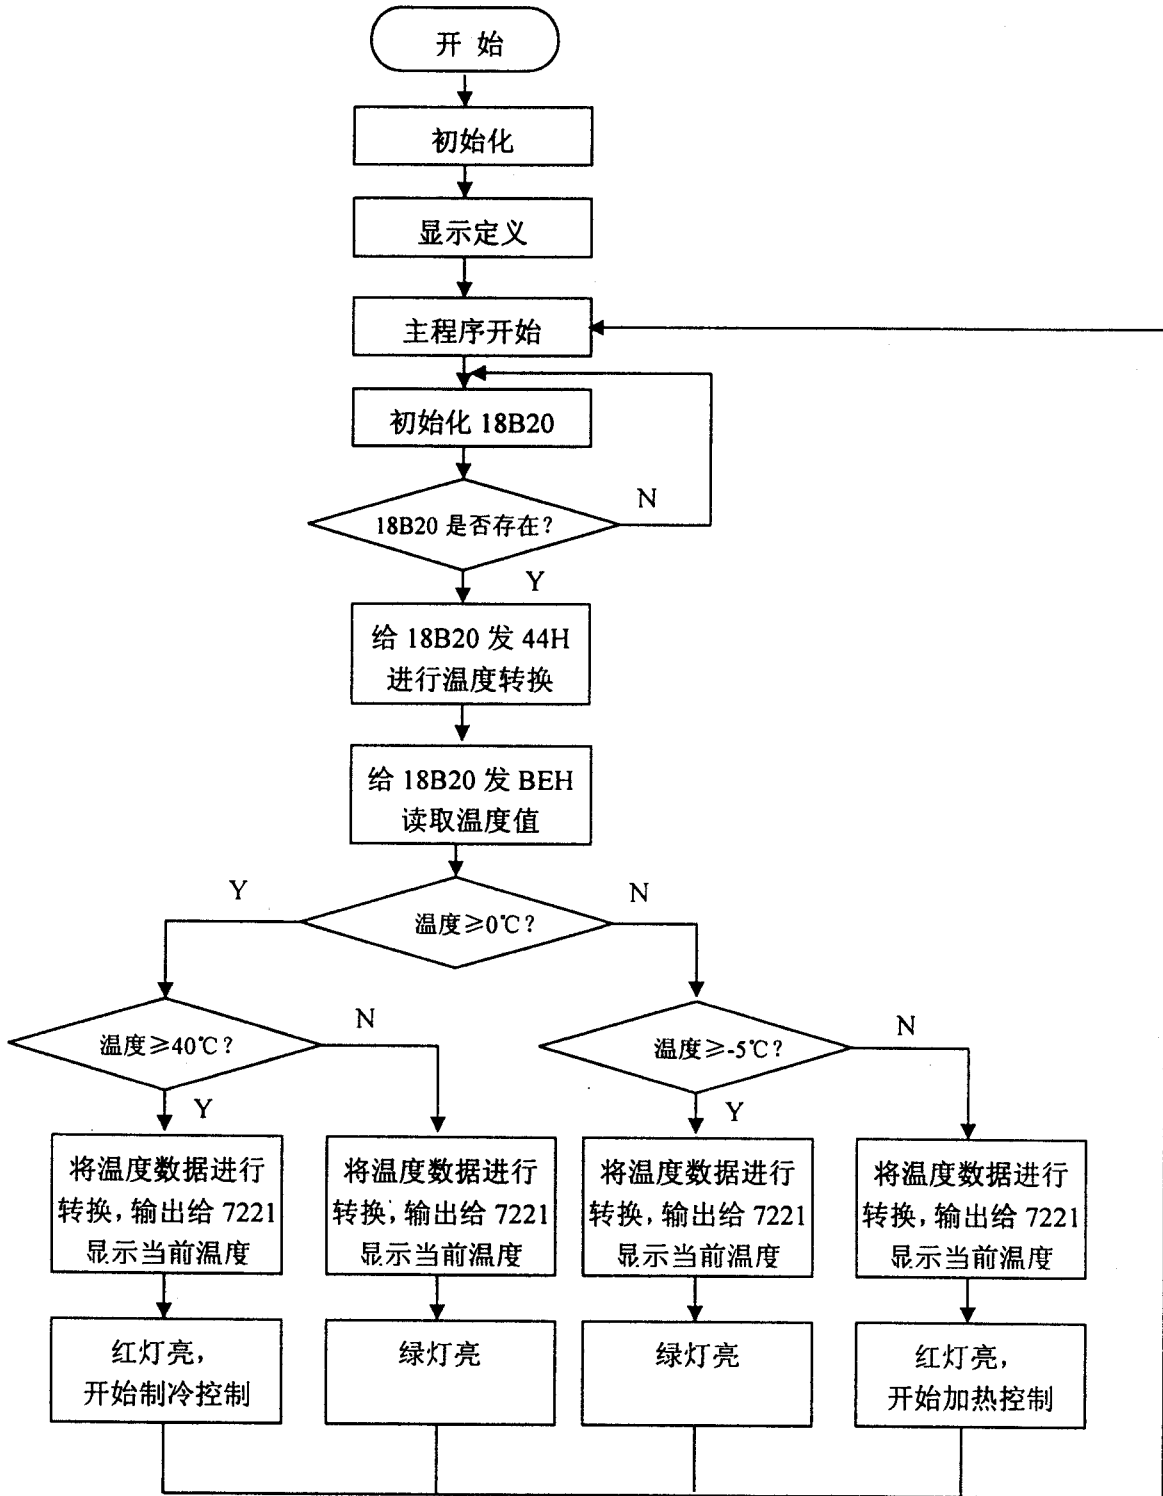 开 始
初始化
显示定义
主程序开始
初始化 18B20
N
18B20 是否存在？
Y
给 18B20 发 44H
进行温度转换
给 18B20 发 BEH
读取温度值
Y
N
温度≥0℃？
N
温度≥40℃？
Y
N
温度≥-5℃？
Y
将温度数据进行
转换，输出给 7221
显示当前温度
将温度数据进行
转换，输出给 7221
显示当前温度
将温度数据进行
转换，输出给 7221
显示当前温度
将温度数据进行
转换，输出给 7221
显示当前温度
红灯亮，
开始制冷控制
绿灯亮
绿灯亮
红灯亮，
开始加热控制